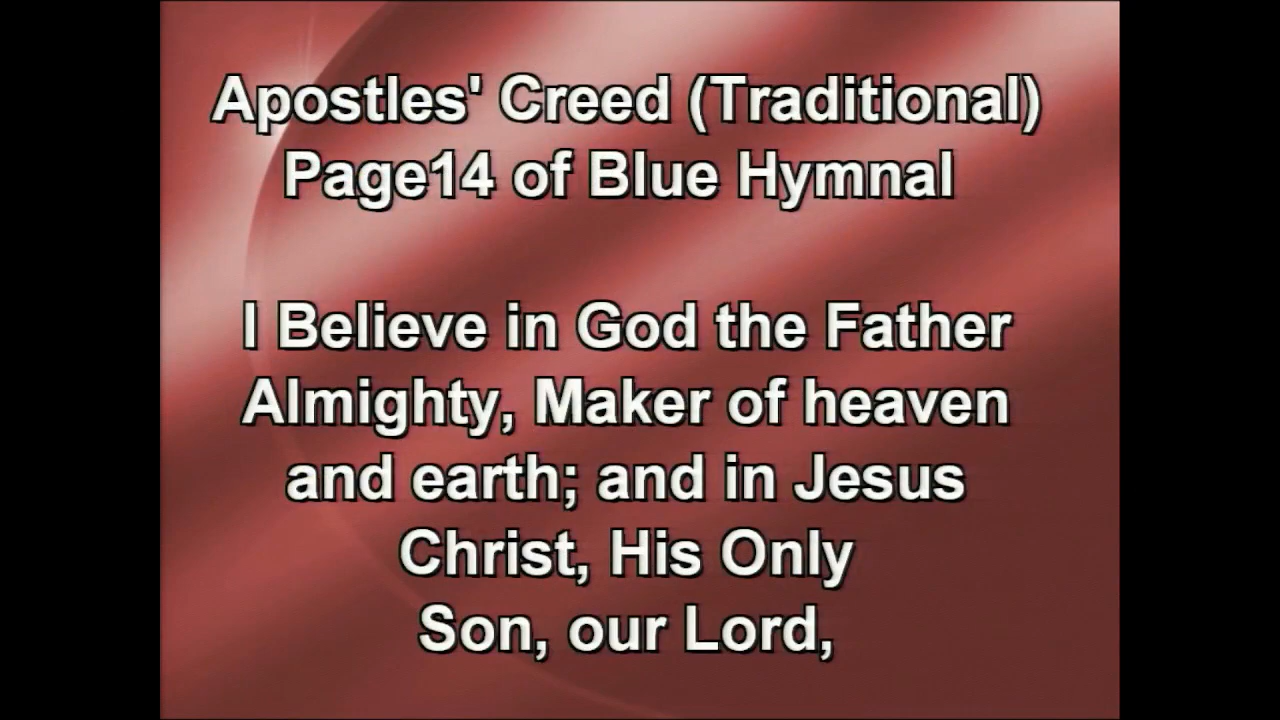 Apostles' Creed (Traditional)
Page14 of Blue Hymnal
I Believe in God the Father
Almighty, Maker of heaven
and earth; and in Jesus
Christ, His Only
Son, our Lord,